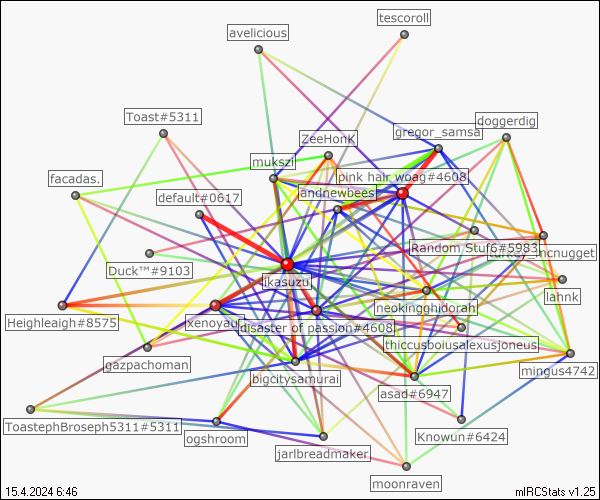 tescoroll
avelicious
Toast#5311
doggerdig
gregor_samsa
ZeeHonK
mukszi
pink hair woag#4608
facadas.
andnewbees
default#0617
Random Stuf6#5983
Duck™#9103
ikasuzu
lahnk
neokingghidorah
Heighleaigh#8575
xenoyau
disaster of passion#4608
thiccusboiusalexusjoneus
gazpachoman
mingus4742
bigcitysamurai
asad#6947
ToastephBroseph5311#5311
ogshroom
Knowun#6424
jarlbreadmaker
moonraven
15.4.2024 6:46
mIRCStats v1.25